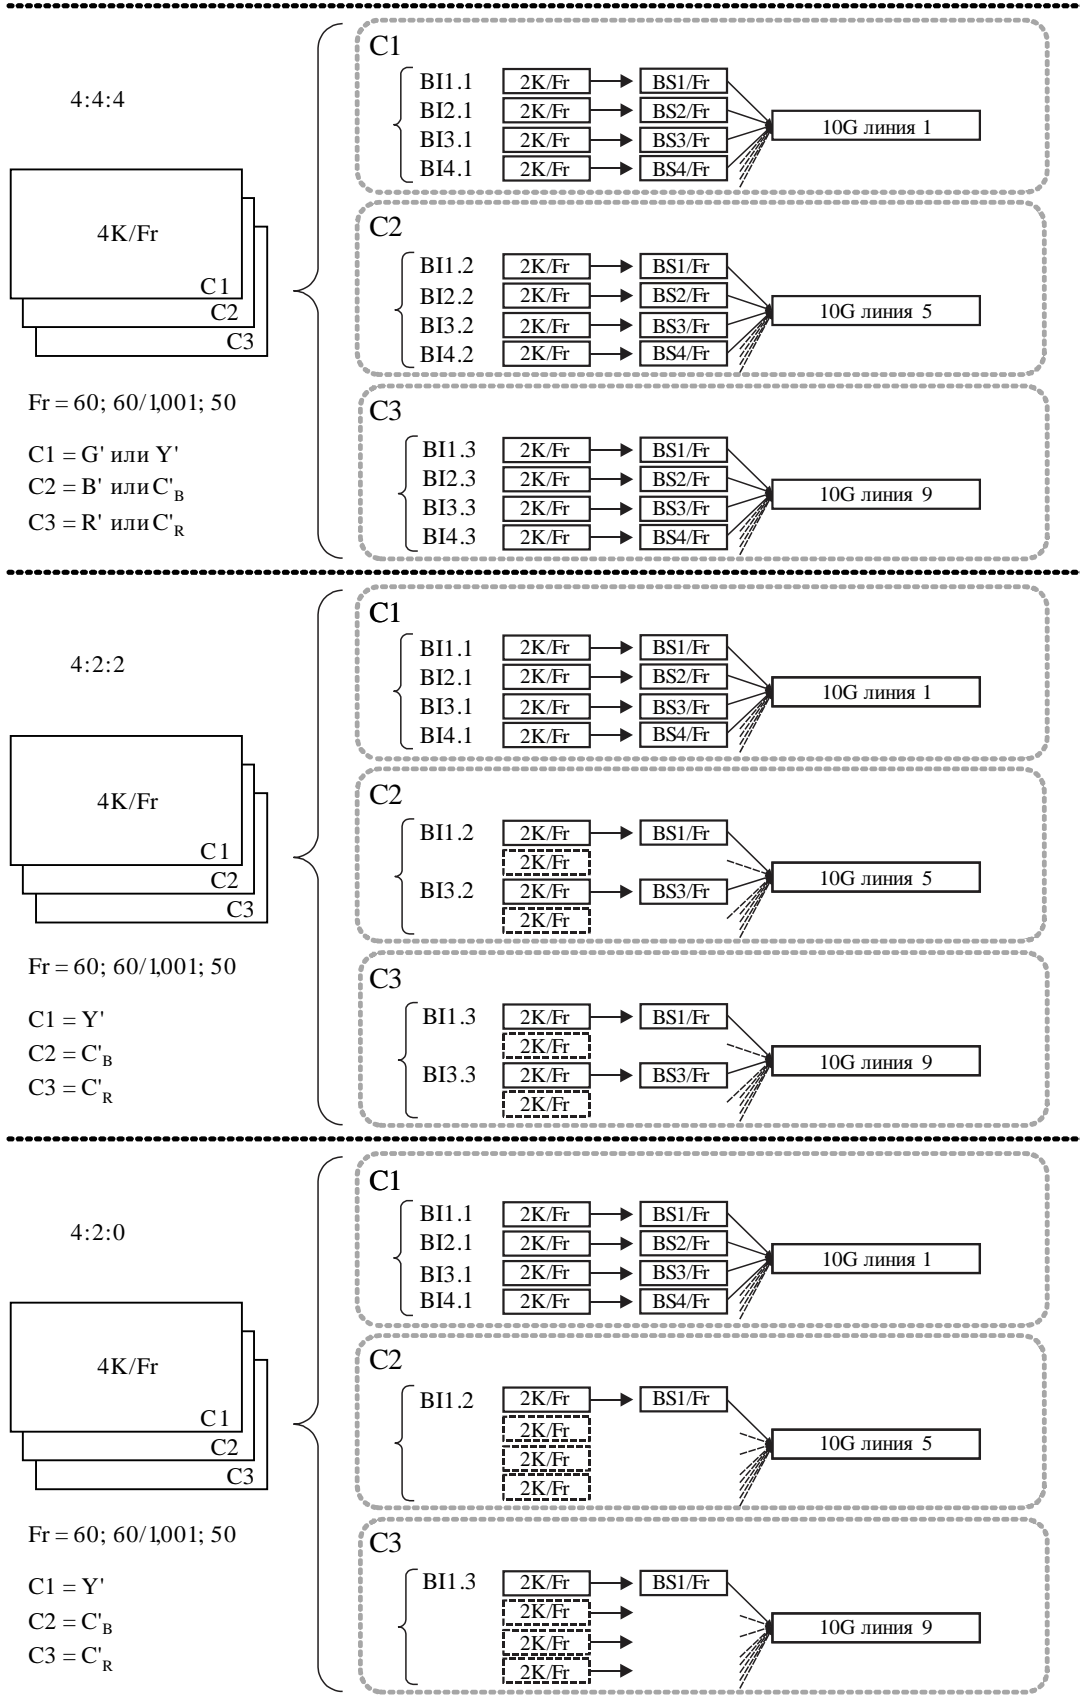 4:4:4
4K/Fr
C1
C2
C3
Fr = 60; 60/1,001; 50
C1 = G' или Y'
C2 = B' или C'B
C3 = R' или C'R
C1
BI1.1 2K/Fr BS1/Fr
BI2.1 2K/Fr BS2/Fr
BI3.1 2K/Fr BS3/Fr
BI4.1 2K/Fr BS4/Fr
10G линия 1
C2
BI1.2 2K/Fr BS1/Fr
BI2.2 2K/Fr BS2/Fr
BI3.2 2K/Fr BS3/Fr
BI4.2 2K/Fr BS4/Fr
10G линия 5
C3
BI1.3 2K/Fr BS1/Fr
BI2.3 2K/Fr BS2/Fr
BI3.3 2K/Fr BS3/Fr
BI4.3 2K/Fr BS4/Fr
10G линия 9
4:2:2
4K/Fr
C1
C2
C3
Fr = 60; 60/1,001; 50
C1 = Y'
C2 = C'B
C3 = C'R
C1
BI1.1 2K/Fr BS1/Fr
BI2.1 2K/Fr BS2/Fr
BI3.1 2K/Fr BS3/Fr
BI4.1 2K/Fr BS4/Fr
10G линия 1
C2
BI1.2 2K/Fr BS1/Fr
2K/Fr
BI3.2 2K/Fr BS3/Fr
2K/Fr
10G линия 5
C3
BI1.3 2K/Fr BS1/Fr
2K/Fr
BI3.3 2K/Fr BS3/Fr
2K/Fr
10G линия 9
4:2:0
4K/Fr
C1
C2
C3
Fr = 60; 60/1,001; 50
C1 = Y'
C2 = C'B
C3 = C'R
C1
BI1.1 2K/Fr BS1/Fr
BI2.1 2K/Fr BS2/Fr
BI3.1 2K/Fr BS3/Fr
BI4.1 2K/Fr BS4/Fr
10G линия 1
C2
BI1.2 2K/Fr BS1/Fr
2K/Fr
2K/Fr
2K/Fr
10G линия 5
C3
BI1.3 2K/Fr BS1/Fr
2K/Fr
2K/Fr
2K/Fr
10G линия 9